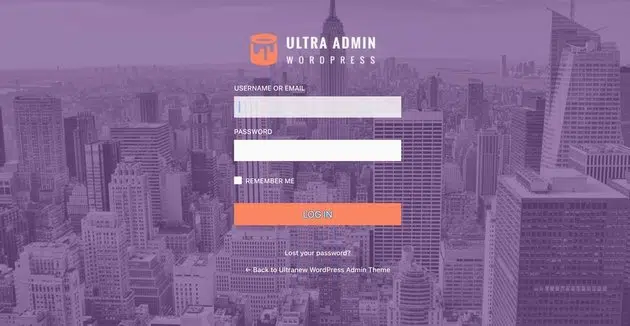 ULTRA ADMIN
WORDPRESS
USERNAME OR EMAIL
PASSWORD
REMEMBER ME
LOG IN
Lost your password?
← Back to Ultranew WordPress Admin Theme